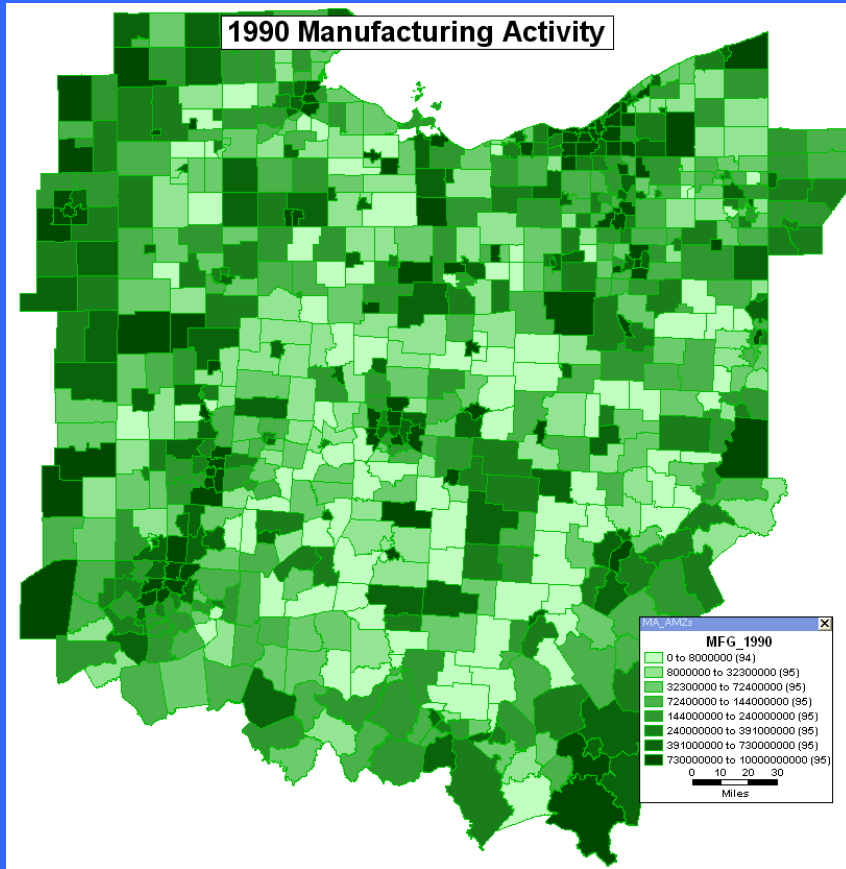 1990 Manufacturing Activity
MA_AMZs
MFG_1990
0 to 8000000 (94)
8000000 to 32300000 (95)
32300000 to 72400000 (95)
72400000 to 144000000 (95)
144000000 to 240000000 (95)
240000000 to 391000000 (95)
391000000 to 730000000 (95)
730000000 to 10000000000 (95)
0 10 20 30
Miles